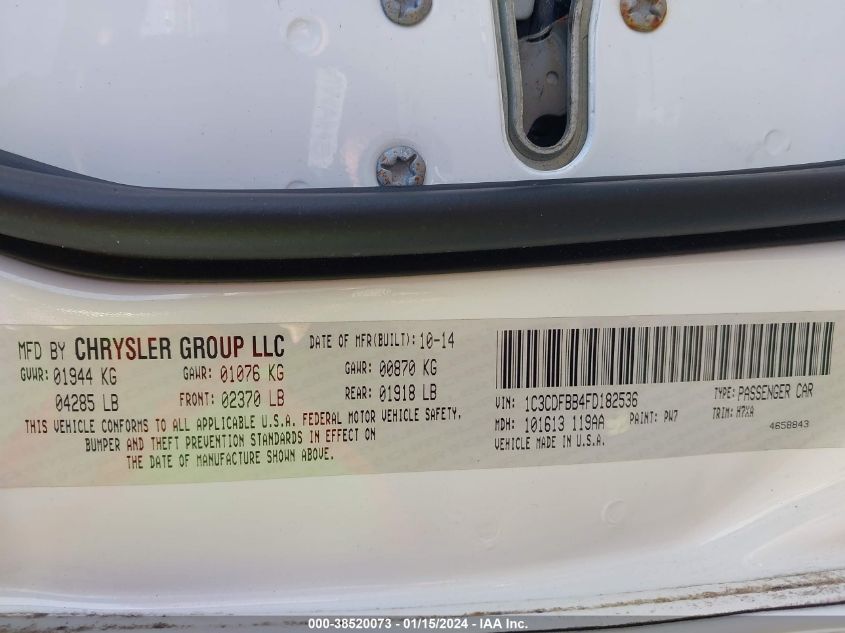 MFD BY CHRYSLER GROUP LLC
DATE OF MFR(BUILT): 10-14
GVWR: 01944 KG
GAWR: 01076 KG
GAWR: 00870 KG
04285 LB
FRONT: 02370 LB
REAR: 01918 LB
THIS VEHICLE CONFORMS TO ALL APPLICABLE U.S.A. FEDERAL MOTOR VEHICLE SAFETY,
BUMPER AND THEFT PREVENTION STANDARDS IN EFFECT ON
THE DATE OF MANUFACTURE SHOWN ABOVE.
VIN: 1C3CDFBB4FD182536
TYPE: PASSENGER CAR
MDH: 101613 119AA
PAINT: PW7
TRIM: H7XA
VEHICLE MADE IN U.S.A.
4658843
000-38520073 - 01/15/2024 - IAAI.COM